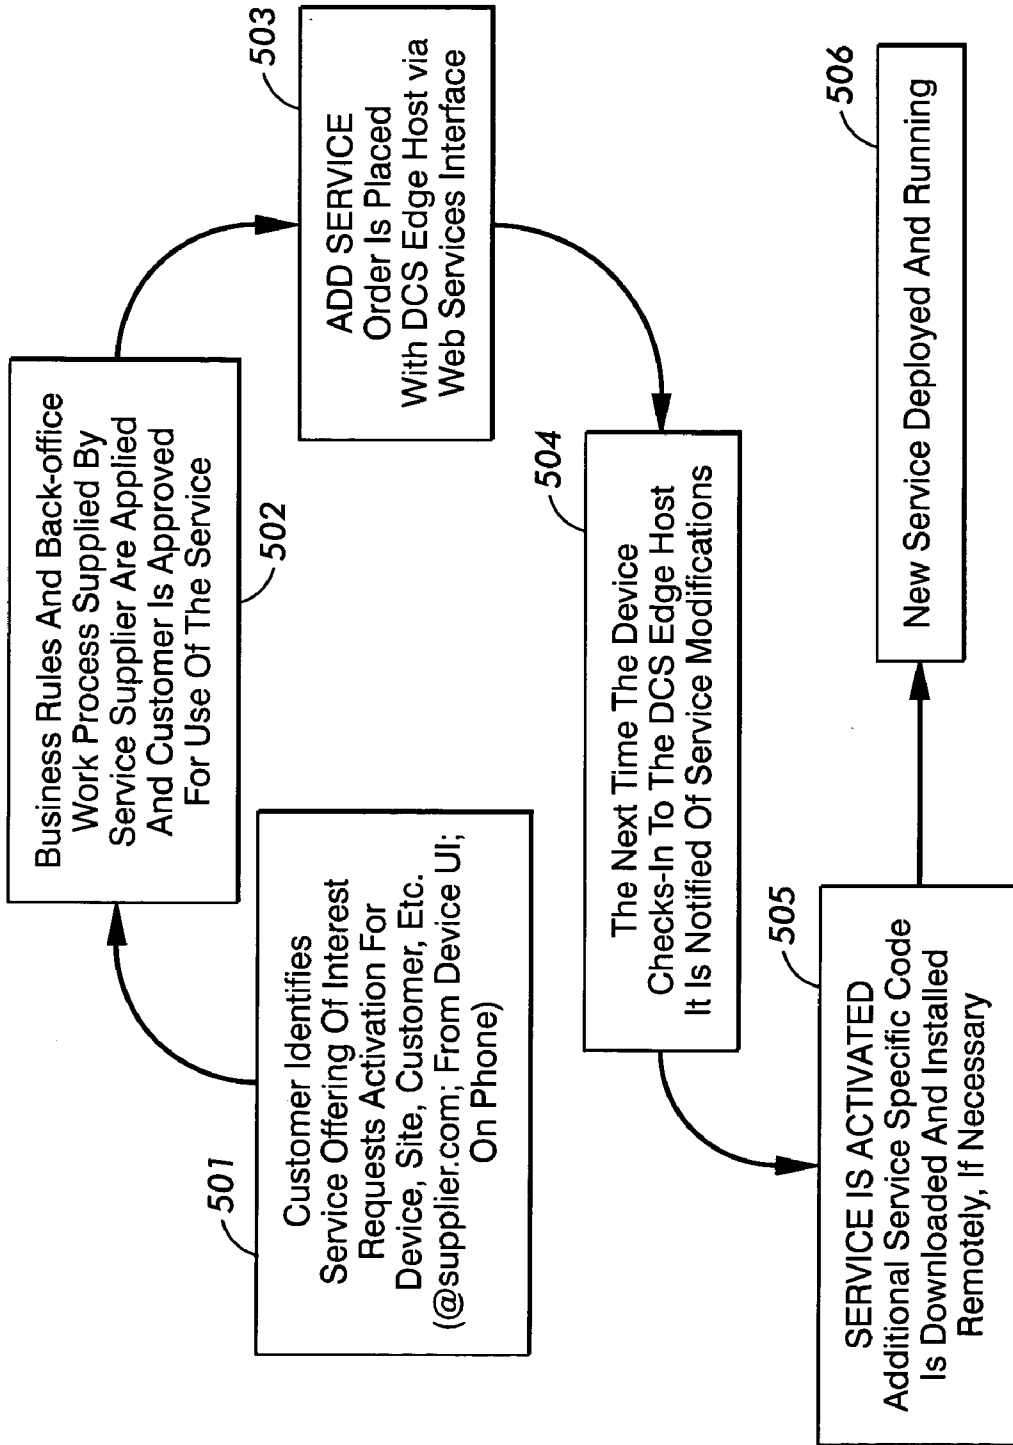 501
Customer Identifies
Service Offering Of Interest
Requests Activation For
Device, Site, Customer, Etc.
(@supplier.com; From Device UI;
On Phone)
Business Rules And Back-office
Work Process Supplied By
Service Supplier Are Applied
And Customer Is Approved
For Use Of The Service
502
503
ADD SERVICE
Order Is Placed
With DCS Edge Host via
Web Services Interface
504
The Next Time The Device
Checks-In To The DCS Edge Host
It Is Notified Of Service Modifications
505
SERVICE IS ACTIVATED
Additional Service Specific Code
Is Downloaded And Installed
Remotely, If Necessary
506
New Service Deployed And Running